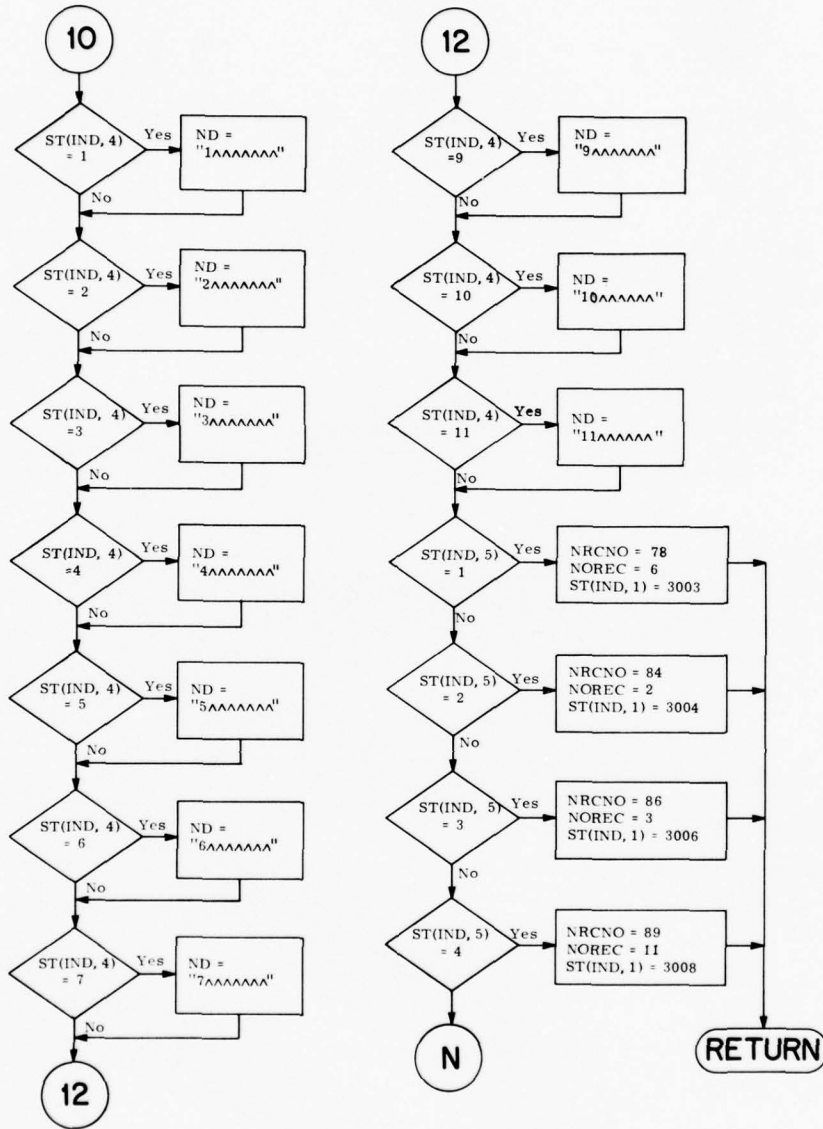 10
ST(IND, 4)
= 1
Yes
ND =
"1^^^^^^^"
No
ST(IND, 4)
= 2
Yes
ND =
"2^^^^^^^"
No
ST(IND, 4)
=3
Yes
ND =
"3^^^^^^^"
No
ST(IND, 4)
=4
Yes
ND =
"4^^^^^^^"
No
ST(IND, 4)
= 5
Yes
ND =
"5^^^^^^^"
No
ST(IND, 4)
= 6
Yes
ND =
"6^^^^^^^"
No
ST(IND, 4)
= 7
Yes
ND =
"7^^^^^^^"
No
12
12
ST(IND, 4)
=9
Yes
ND =
"9^^^^^^^"
No
ST(IND, 4)
= 10
Yes
ND =
"10^^^^^^"
No
ST(IND, 4)
= 11
Yes
ND =
"11^^^^^^"
No
ST(IND, 5)
= 1
Yes
NRCNO = 78
NOREC = 6
ST(IND, 1) = 3003
No
ST(IND, 5)
= 2
Yes
NRCNO = 84
NOREC = 2
ST(IND, 1) = 3004
No
ST(IND, 5)
= 3
Yes
NRCNO = 86
NOREC = 3
ST(IND, 1) = 3006
No
ST(IND, 5)
= 4
Yes
NRCNO = 89
NOREC = 11
ST(IND, 1) = 3008
N
RETURN